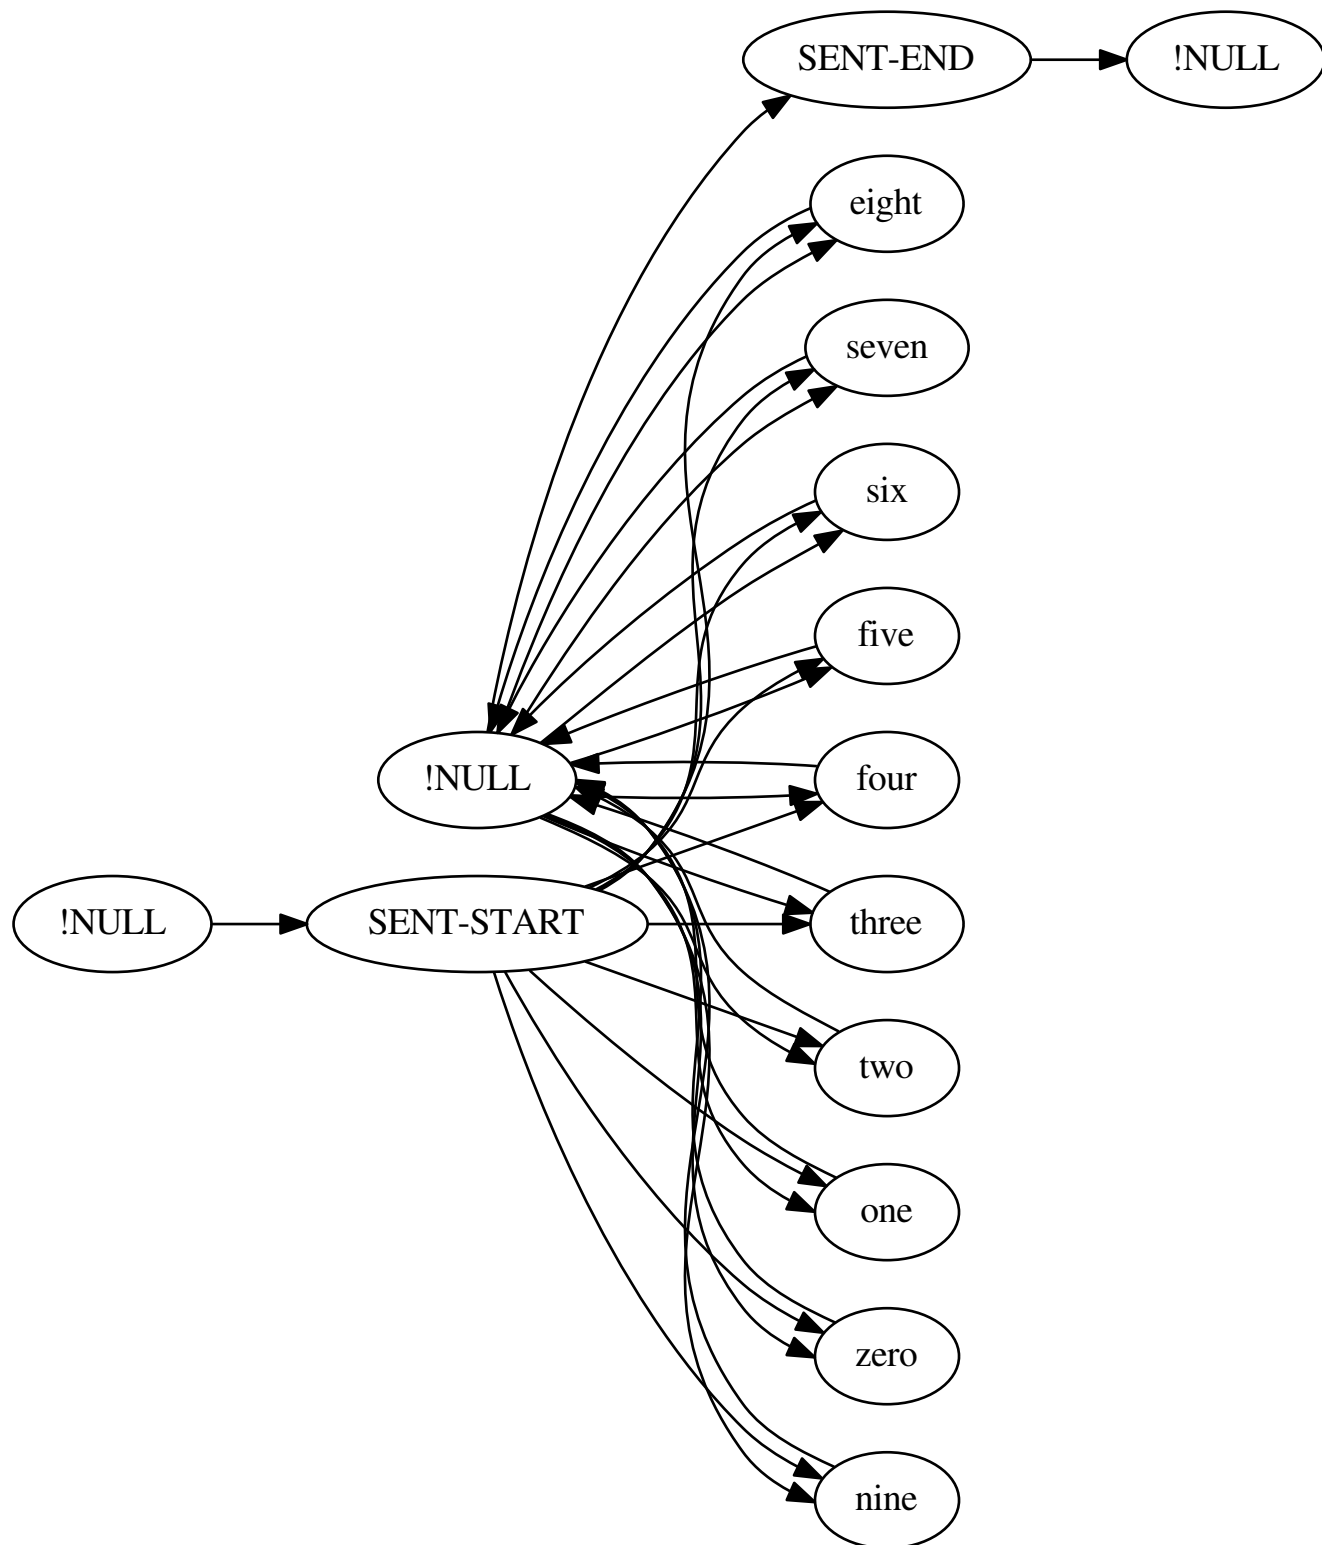 SENT-END !NULL
eight
seven
six
five
!NULL four
!NULL SENT-START three
two
one
zero
nine